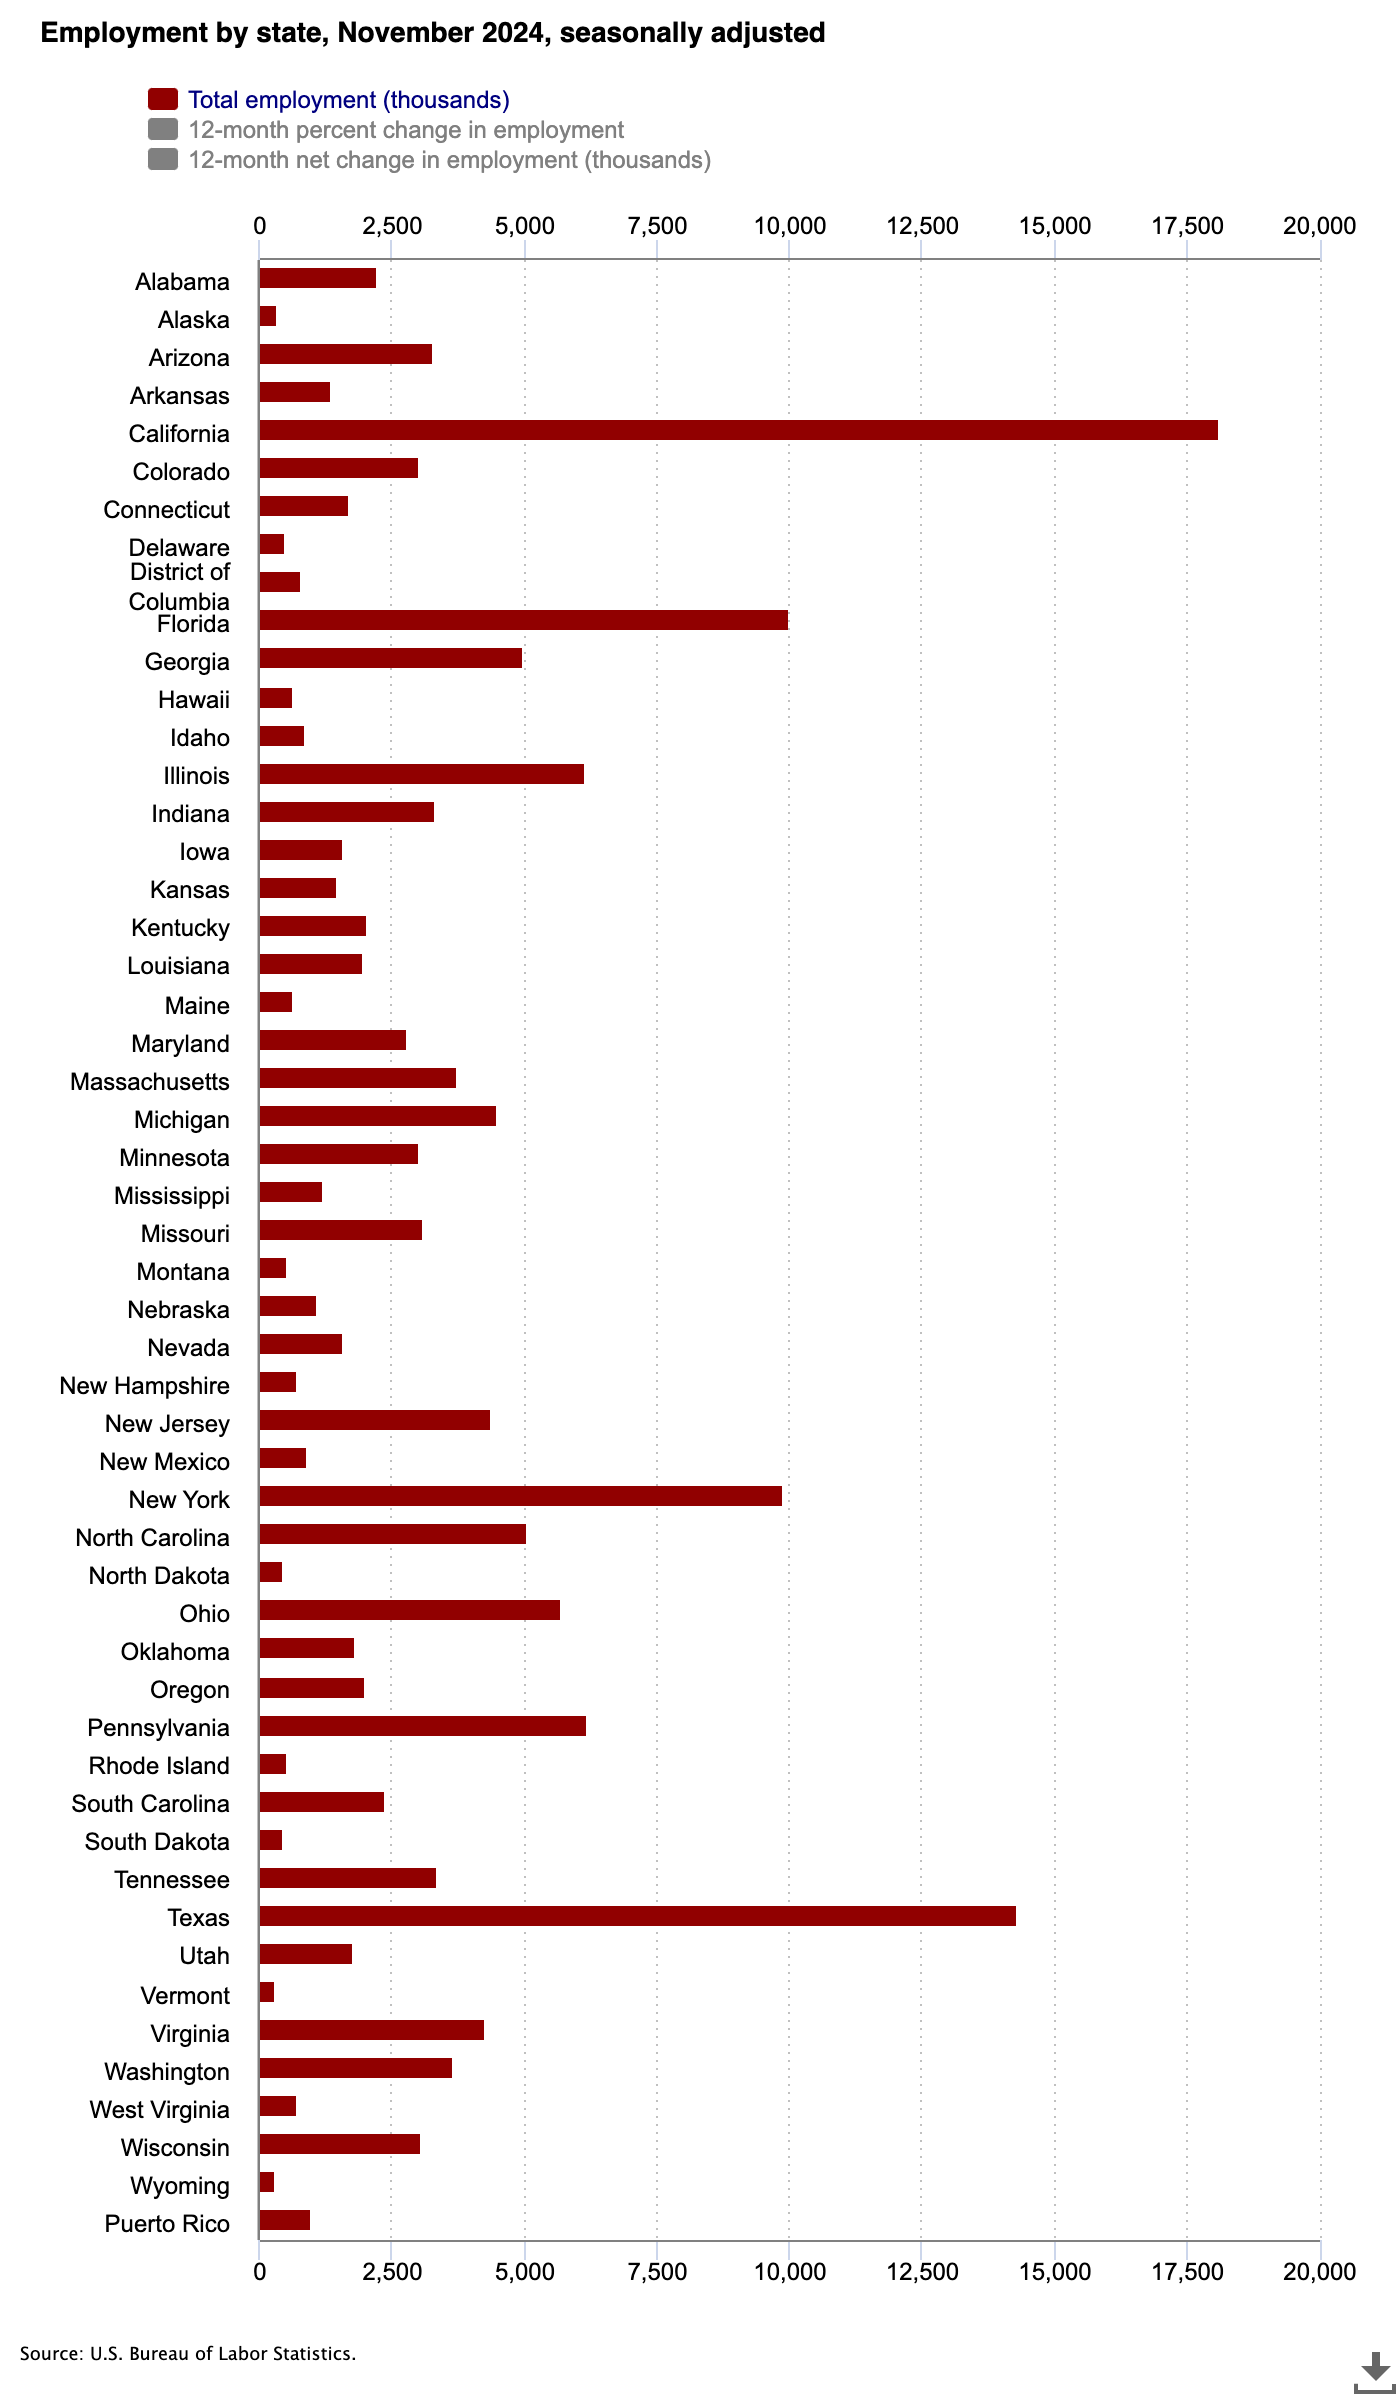 Employment by state, November 2024, seasonally adjusted
Total employment (thousands)
12-month percent change in employment
12-month net change in employment (thousands)
0 2,500 5,000 7,500 10,000 12,500 15,000 17,500 20,000
Alabama
Alaska
Arizona
Arkansas
California
Colorado
Connecticut
Delaware
District of
Columbia
Florida
Georgia
Hawaii
Idaho
Illinois
Indiana
Iowa
Kansas
Kentucky
Louisiana
Maine
Maryland
Massachusetts
Michigan
Minnesota
Mississippi
Missouri
Montana
Nebraska
Nevada
New Hampshire
New Jersey
New Mexico
New York
North Carolina
North Dakota
Ohio
Oklahoma
Oregon
Pennsylvania
Rhode Island
South Carolina
South Dakota
Tennessee
Texas
Utah
Vermont
Virginia
Washington
West Virginia
Wisconsin
Wyoming
Puerto Rico
0 2,500 5,000 7,500 10,000 12,500 15,000 17,500 20,000
Source: U.S. Bureau of Labor Statistics.